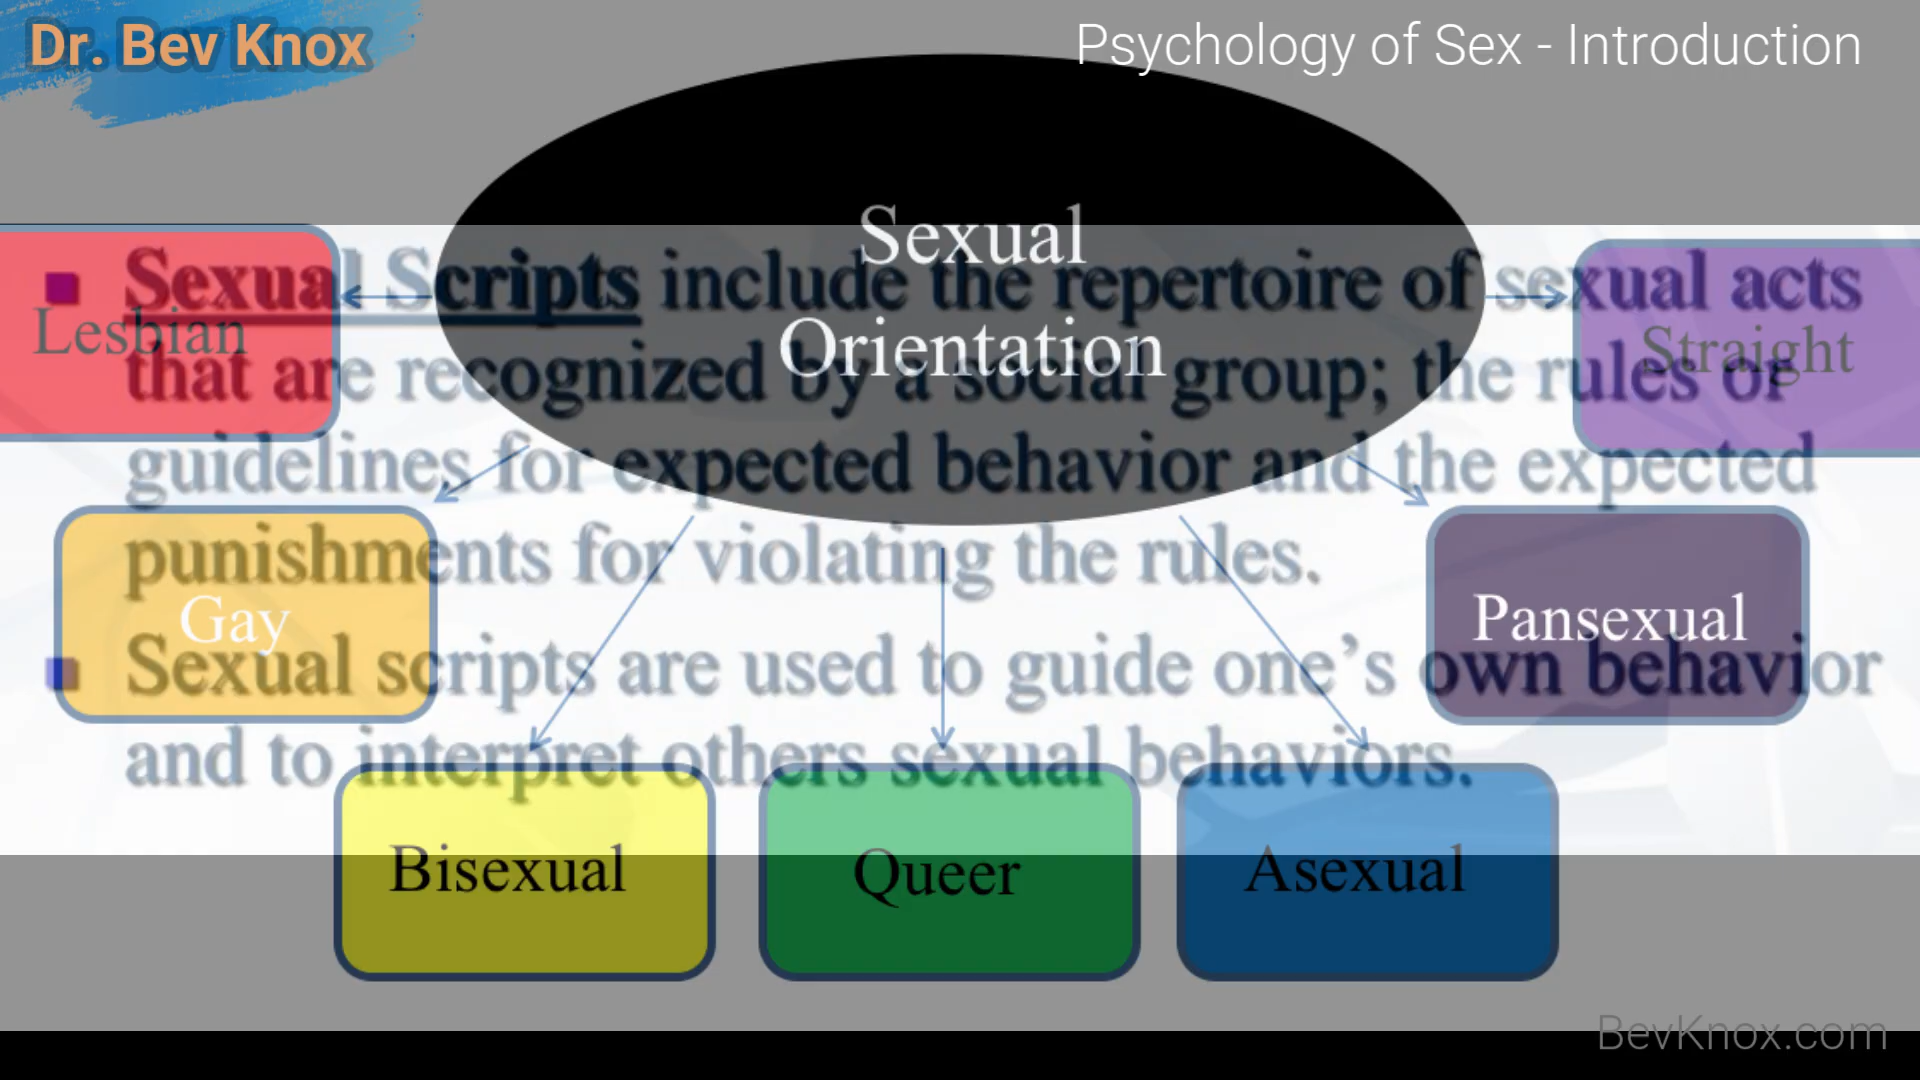 Dr. Bev Knox
Psychology of Sex - Introduction
Sexual
Orientation
Lesbian
Straight
Gay
Pansexual
Bisexual
Queer
Asexual
Sexual Scripts include the repertoire of sexual acts
that are recognized by a social group; the rules or
guidelines for expected behavior and the expected
punishments for violating the rules.
Sexual scripts are used to guide one’s own behavior
and to interpret others sexual behaviors.
BevKnox.com